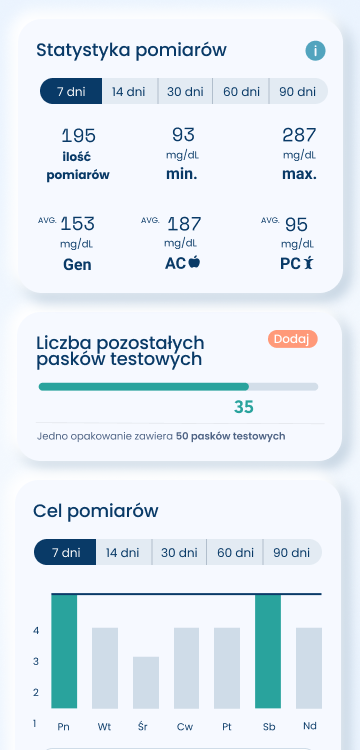 Statystyka pomiarów
i
7 dni 14 dni 30 dni 60 dni 90 dni
195 93 287
ilość mg/dL mg/dL
pomiarów min. max.
AVG. 153 AVG. 187 AVG. 95
mg/dL mg/dL mg/dL
Gen AC PC
Liczba pozostałych Dodaj
pasków testowych
35
Jedno opakowanie zawiera 50 pasków testowych
Cel pomiarów
7 dni 14 dni 30 dni 60 dni 90 dni
4
3
2
1
Pn Wt Śr Cw Pt Sb Nd